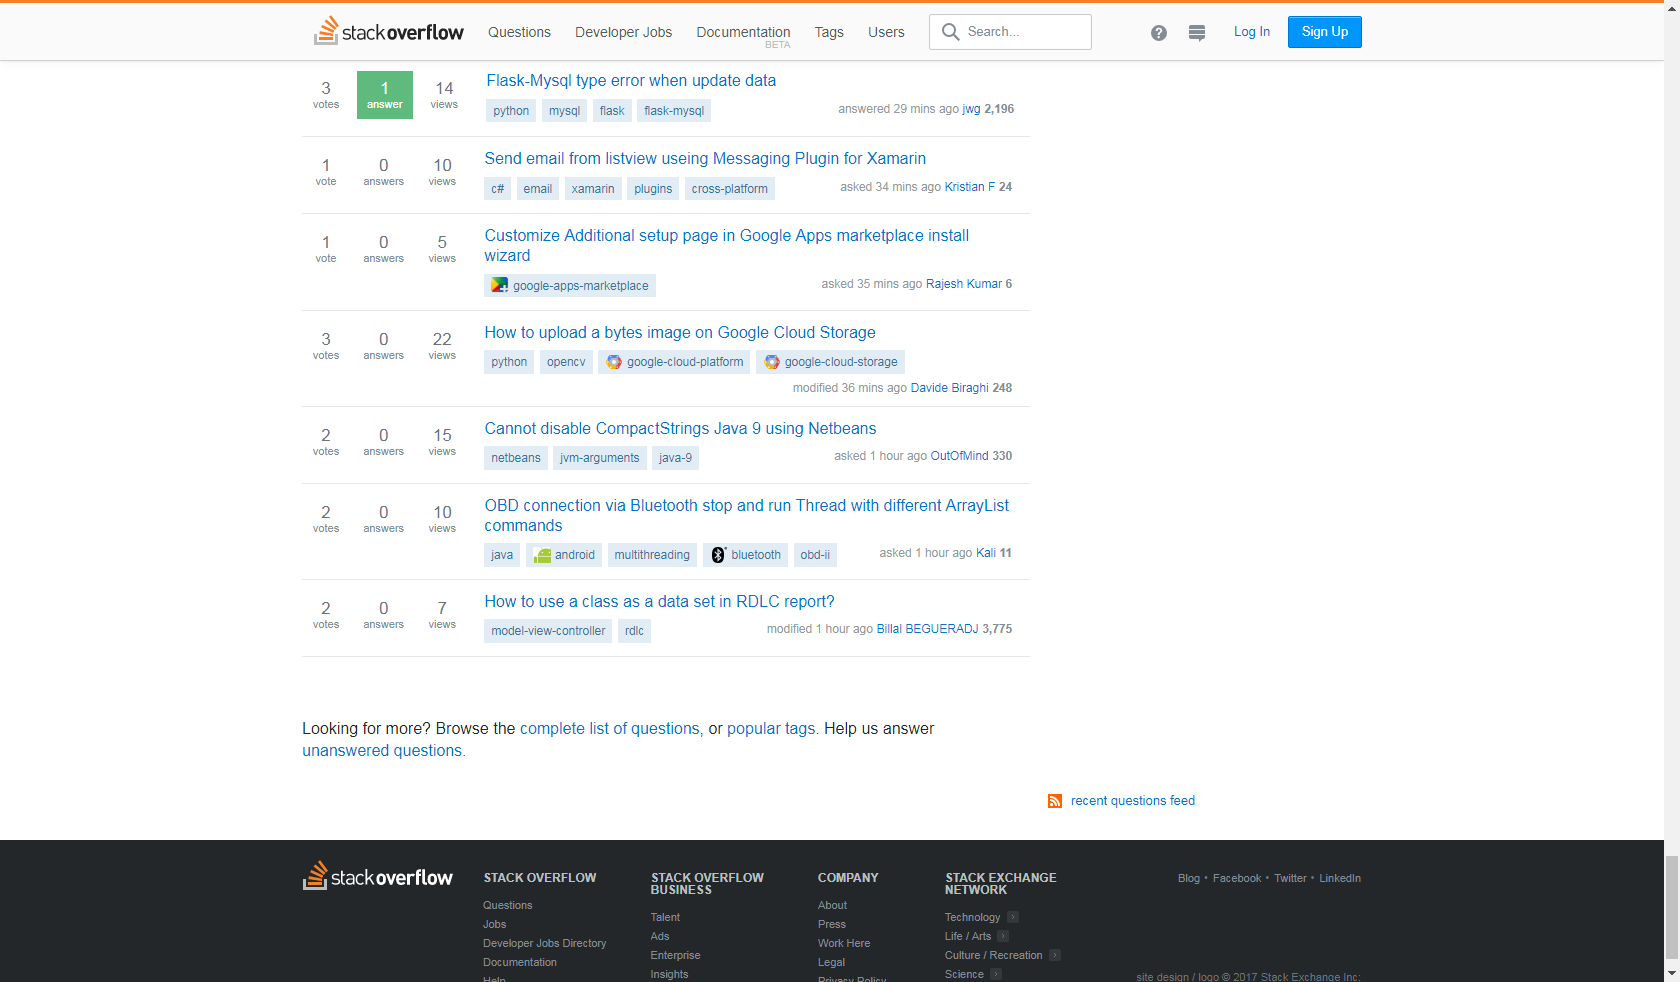 stackoverflow Questions Developer Jobs Documentation BETA Tags Users Search... Log In Sign Up
3 votes 1 answer 14 views
Flask-Mysql type error when update data
python mysql flask flask-mysql
answered 29 mins ago jwg 2,196
1 vote 0 answers 10 views
Send email from listview useing Messaging Plugin for Xamarin
c# email xamarin plugins cross-platform
asked 34 mins ago Kristian F 24
1 vote 0 answers 5 views
Customize Additional setup page in Google Apps marketplace install
wizard
google-apps-marketplace
asked 35 mins ago Rajesh Kumar 6
3 votes 0 answers 22 views
How to upload a bytes image on Google Cloud Storage
python opencv google-cloud-platform google-cloud-storage
modified 36 mins ago Davide Biraghi 248
2 votes 0 answers 15 views
Cannot disable CompactStrings Java 9 using Netbeans
netbeans jvm-arguments java-9
asked 1 hour ago OutOfMind 330
2 votes 0 answers 10 views
OBD connection via Bluetooth stop and run Thread with different ArrayList
commands
java android multithreading bluetooth obd-ii
asked 1 hour ago Kali 11
2 votes 0 answers 7 views
How to use a class as a data set in RDLC report?
model-view-controller rdlc
modified 1 hour ago Billal BEGUERADJ 3,775
Looking for more? Browse the complete list of questions, or popular tags. Help us answer
unanswered questions.
recent questions feed
stackoverflow
STACK OVERFLOW
Questions
Jobs
Developer Jobs Directory
Documentation
Help
STACK OVERFLOW
BUSINESS
Talent
Ads
Enterprise
Insights
COMPANY
About
Press
Work Here
Legal
Privacy Policy
STACK EXCHANGE
NETWORK
Technology
Life / Arts
Culture / Recreation
Science
Blog • Facebook • Twitter • LinkedIn
site design / logo © 2017 Stack Exchange Inc;